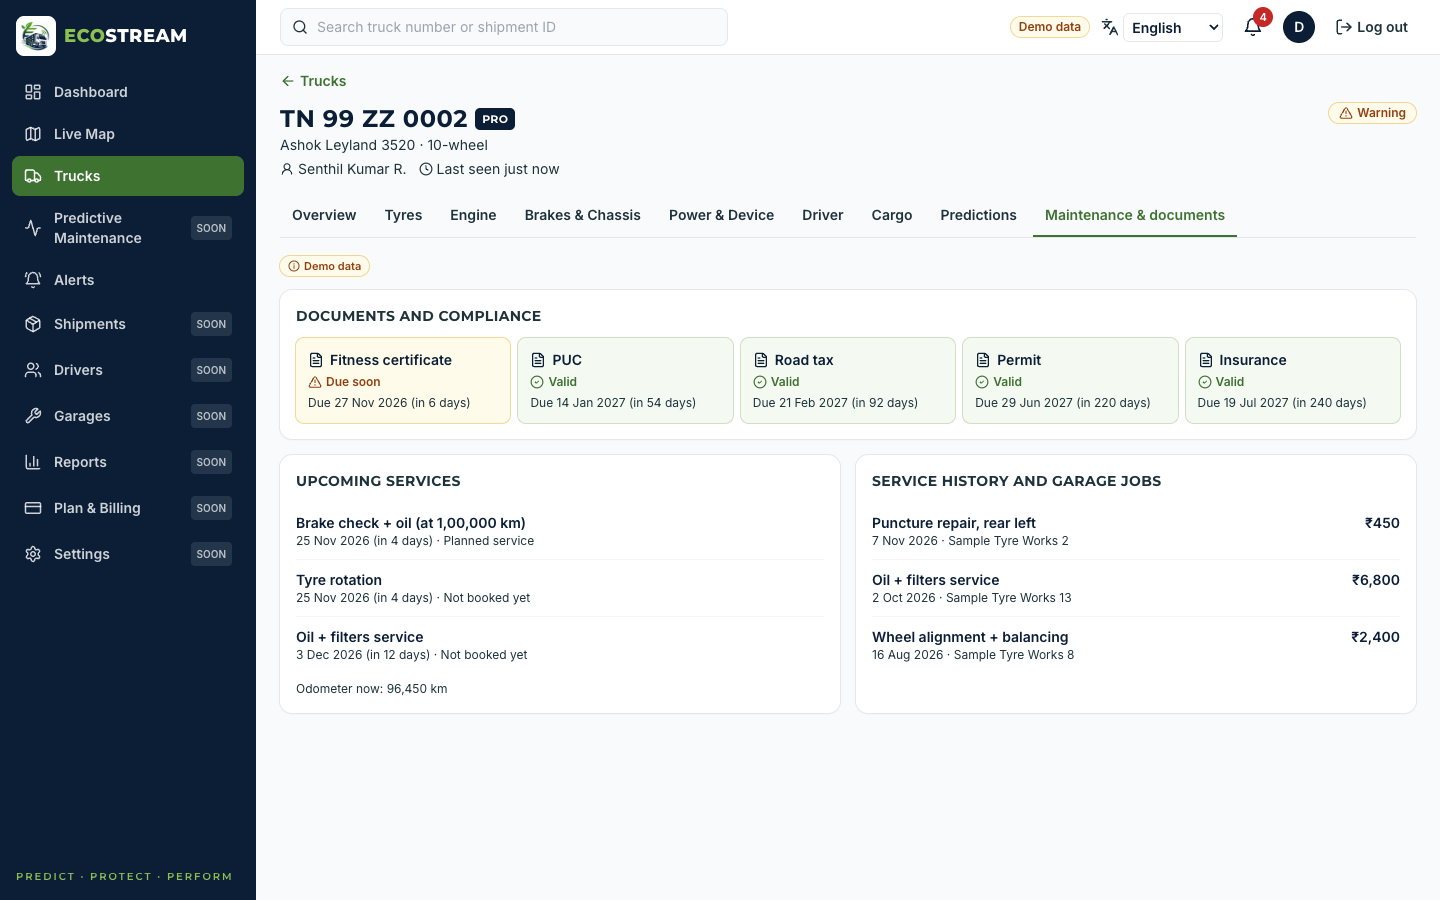 ECOSTREAM
Search truck number or shipment ID
Demo data
English
4
D
Log out
Dashboard
Live Map
Trucks
Predictive Maintenance
SOON
Alerts
Shipments
SOON
Drivers
SOON
Garages
SOON
Reports
SOON
Plan & Billing
SOON
Settings
SOON
PREDICT · PROTECT · PERFORM
Trucks
TN 99 ZZ 0002 PRO
Warning
Ashok Leyland 3520 · 10-wheel
Senthil Kumar R. Last seen just now
Overview Tyres Engine Brakes & Chassis Power & Device Driver Cargo Predictions Maintenance & documents
Demo data
DOCUMENTS AND COMPLIANCE
Fitness certificate
Due soon
Due 27 Nov 2026 (in 6 days)
PUC
Valid
Due 14 Jan 2027 (in 54 days)
Road tax
Valid
Due 21 Feb 2027 (in 92 days)
Permit
Valid
Due 29 Jun 2027 (in 220 days)
Insurance
Valid
Due 19 Jul 2027 (in 240 days)
UPCOMING SERVICES
Brake check + oil (at 1,00,000 km)
25 Nov 2026 (in 4 days) · Planned service
Tyre rotation
25 Nov 2026 (in 4 days) · Not booked yet
Oil + filters service
3 Dec 2026 (in 12 days) · Not booked yet
Odometer now: 96,450 km
SERVICE HISTORY AND GARAGE JOBS
Puncture repair, rear left ₹450
7 Nov 2026 · Sample Tyre Works 2
Oil + filters service ₹6,800
2 Oct 2026 · Sample Tyre Works 13
Wheel alignment + balancing ₹2,400
16 Aug 2026 · Sample Tyre Works 8